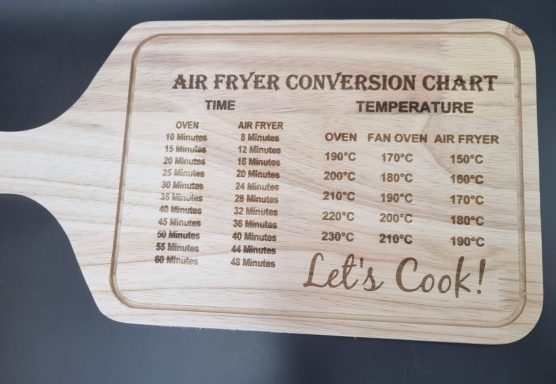 AIR FRYER CONVERSION CHART
TIME
OVEN AIR FRYER
10 Minutes 8 Minutes
15 Minutes 12 Minutes
20 Minutes 16 Minutes
25 Minutes 20 Minutes
30 Minutes 24 Minutes
35 Minutes 28 Minutes
40 Minutes 32 Minutes
45 Minutes 36 Minutes
50 Minutes 40 Minutes
55 Minutes 44 Minutes
60 Minutes 48 Minutes
TEMPERATURE
OVEN FAN OVEN AIR FRYER
190°C 170°C 150°C
200°C 180°C 160°C
210°C 190°C 170°C
220°C 200°C 180°C
230°C 210°C 190°C
Let's Cook!